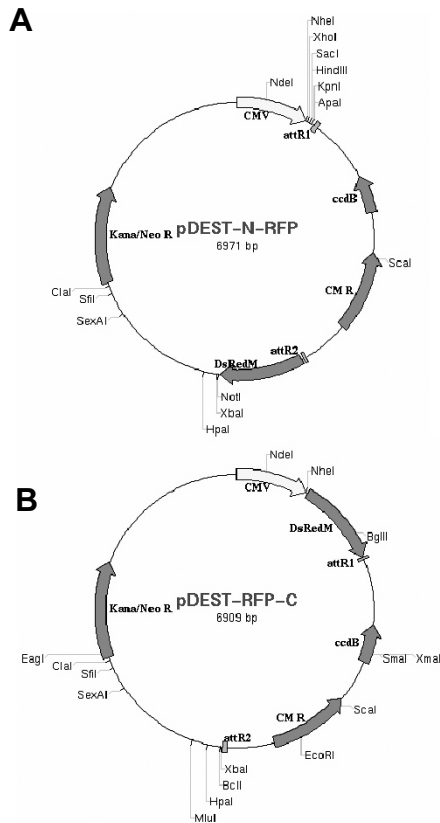 A
NheI
XhoI
SacI
HindIII
KpnI
ApaI
NdeI
CMV
attR1
ccdB
Kana/Neo R
pDEST-N-RFP
6971 bp
ScaI
ClaI
SfiI
CM R
SexAI
attR2
DsRedM
NotI
XbaI
HpaI
B
NdeI
NheI
CMV
DsRedM
BglII
attR1
Kana/Neo R
pDEST-RFP-C
6909 bp
ccdB
EagI
ClaI
SmaI
XmaI
SfiI
SexAI
CM R
ScaI
attR2
EcoRI
XbaI
BclI
HpaI
MluI